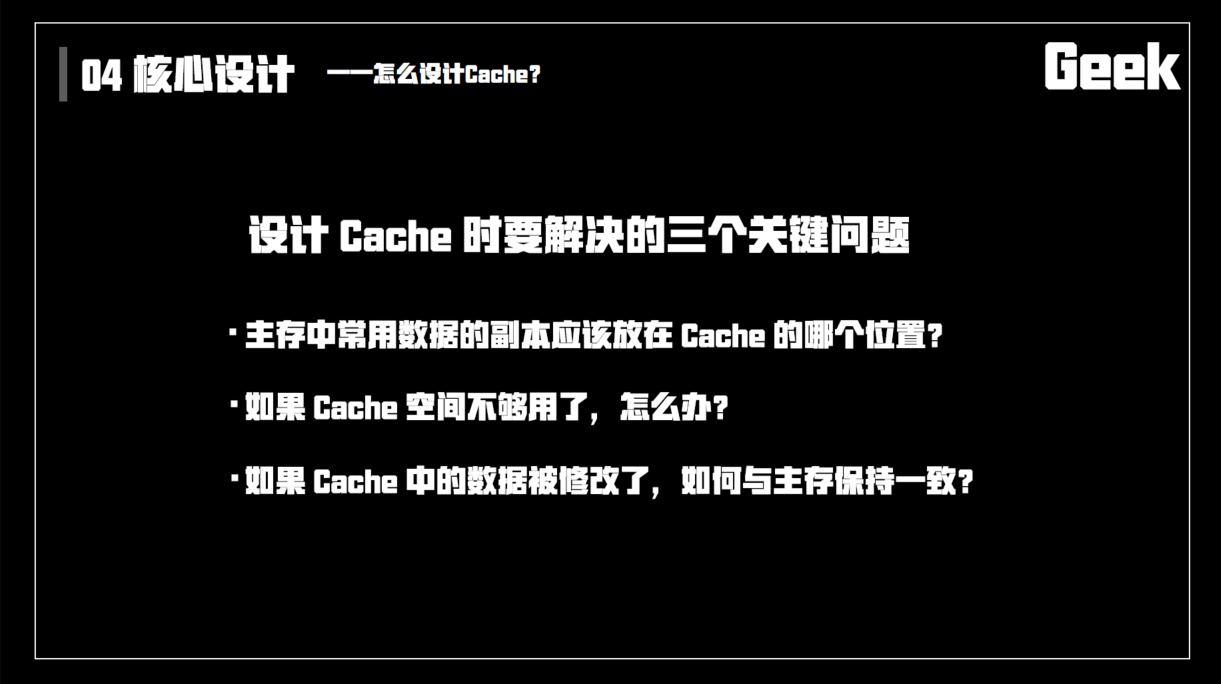 04 核心设计 ——怎么设计Cache?
Geek
设计 Cache 时要解决的三个关键问题
· 主存中常用数据的副本应该放在 Cache 的哪个位置?
· 如果 Cache 空间不够用了，怎么办?
· 如果 Cache 中的数据被修改了，如何与主存保持一致?